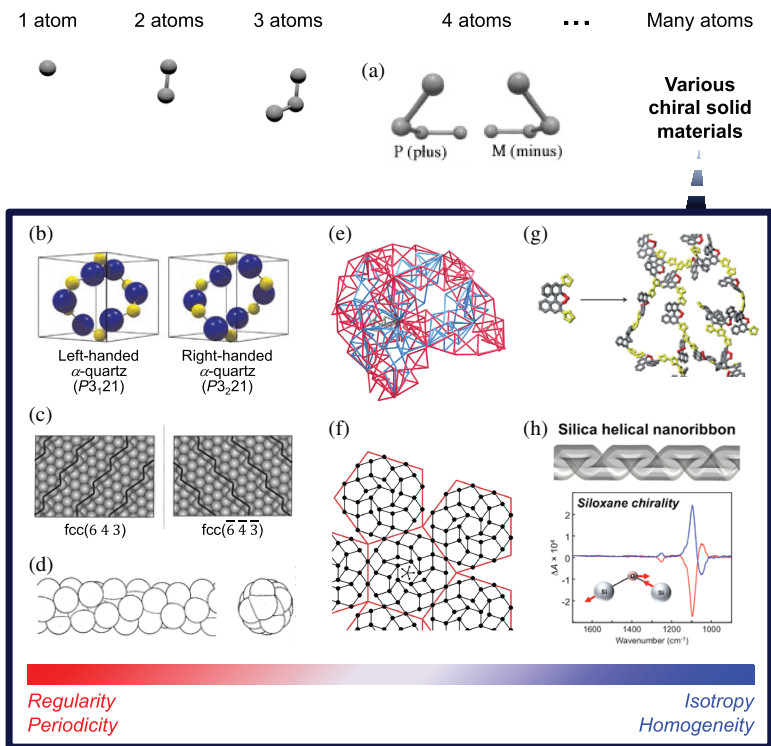 1 atom 2 atoms 3 atoms 4 atoms ... Many atoms
(a)
P (plus) M (minus)
Various
chiral solid
materials
(b)
Left-handed
α-quartz
(P3₁21)
Right-handed
α-quartz
(P3₂21)
(c)
fcc(6 4 3)
fcc(6̅ 4̅ 3̅)
(d)
(e)
(f)
(g)
(h)
Silica helical nanoribbon
Siloxane chirality
ΔA × 10⁴
2
1
0
-1
-2
Si O Si
1600 1400 1200 1000
Wavenumber (cm⁻¹)
Regularity
Periodicity
Isotropy
Homogeneity